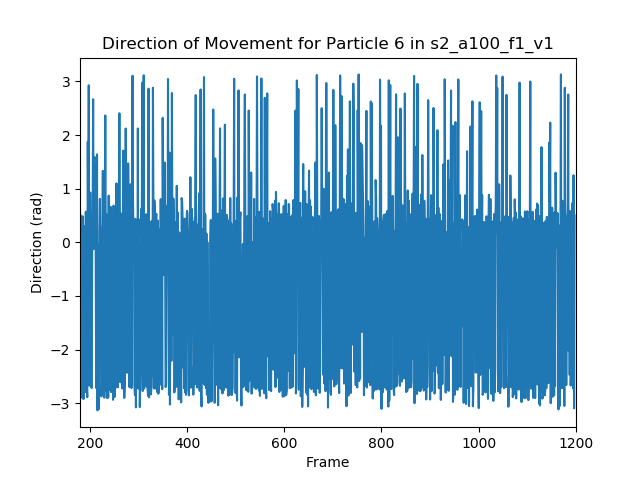 Direction of Movement for Particle 6 in s2_a100_f1_v1
3
2
1
0
−1
−2
−3
Direction (rad)
200 400 600 800 1000 1200
Frame